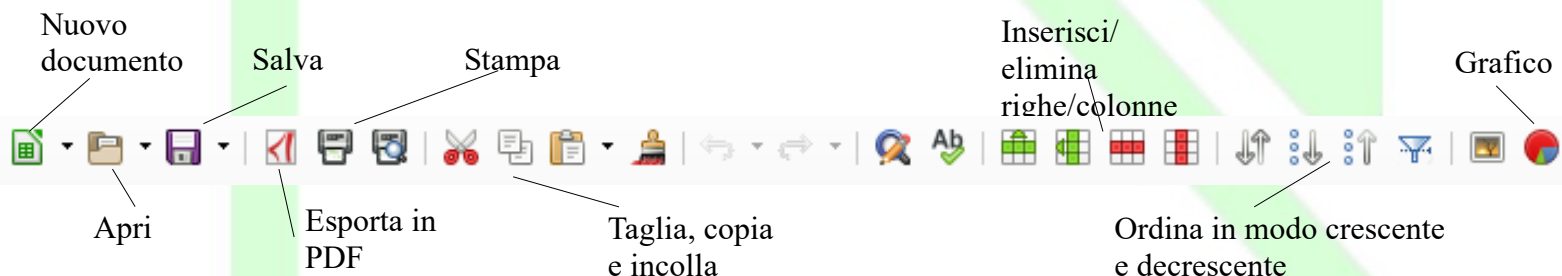 Nuovo
documento
Salva
Stampa
Inserisci/
elimina
righe/colonne
Grafico
Ab
Apri
Esporta in
PDF
Taglia, copia
e incolla
Ordina in modo crescente
e decrescente